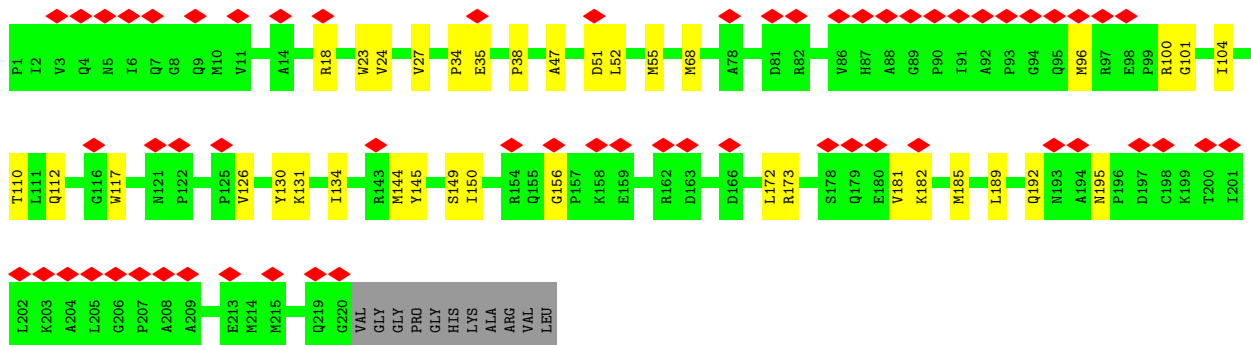 P1 I2 V3 Q4 N5 I6 Q7 G8 Q9 M10 V11 A14 R18 W23 V24 V27 P34 E35 P38 A47 D51 L52 M55 M68 A78 D81 R82 V86 H87 A88 G89 P90 I91 A92 P93 G94 Q95 M96 R97 E98 P99 R100 G101 I104
T110 L111 Q112 G116 W117 N121 P122 P125 V126 Y130 K131 I134 R143 M144 Y145 S149 I150 R154 Q155 G156 P157 K158 E159 R162 D163 D166 L172 R173 S178 Q179 E180 V181 K182 M185 L189 Q192 N193 A194 N195 P196 D197 C198 K199 T200 I201
L202 K203 A204 L205 G206 P207 A208 A209 E213 M214 M215 Q219 G220 VAL GLY GLY PRO GLY HIS LYS ALA ARG VAL LEU